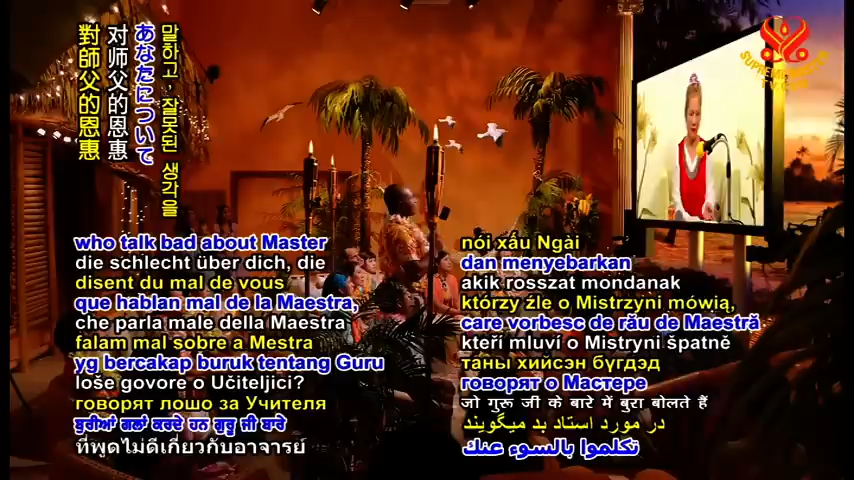 말하고, 잘못된 생각을
あなたについて
对师父的恩惠
對師父的恩惠
SUPREME MASTER
TV.COM
who talk bad about Master
die schlecht über dich, die
disent du mal de vous
que hablan mal de la Maestra,
che parla male della Maestra
falam mal sobre a Mestra
yg bercakap buruk tentang Guru
loše govore o Učiteljici?
говорят лошо за Учителя
ਬੁਰੀਆਂ ਗਲਾਂ ਕਰਦੇ ਹਨ ਗੁਰੂ ਜੀ ਬਾਰੇ
ที่พูดไม่ดีเกี่ยวกับอาจารย์
nói xấu Ngài
dan menyebarkan
akik rosszat mondanak
którzy źle o Mistrzyni mówią,
care vorbesc de rău de Maestră
kteří mluví o Mistryni špatně
таны хийсэн бүгдэд
говорят о Мастере
जो गुरू जी के बारे में बुरा बोलते हैं
در مورد استاد بد میگویند
تكلموا بالسوء عنك